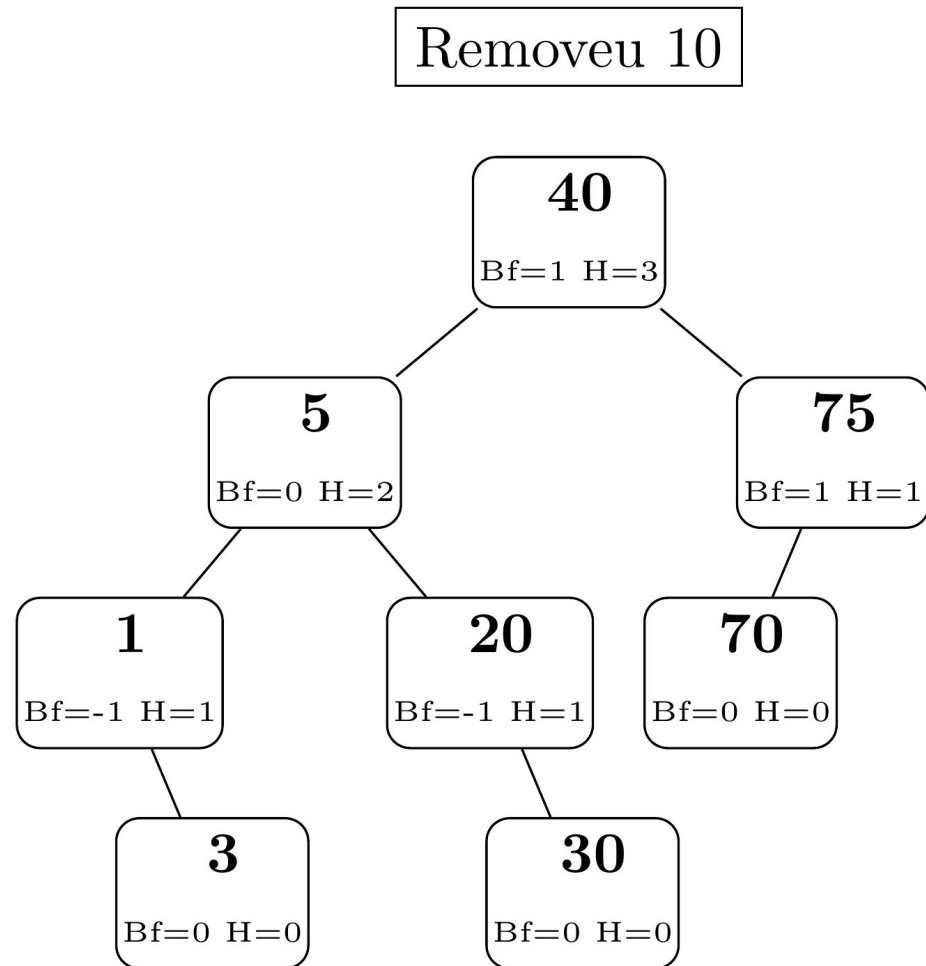 Removeu 10
40
Bf=1 H=3
5
Bf=0 H=2
75
Bf=1 H=1
1
Bf=-1 H=1
20
Bf=-1 H=1
70
Bf=0 H=0
3
Bf=0 H=0
30
Bf=0 H=0